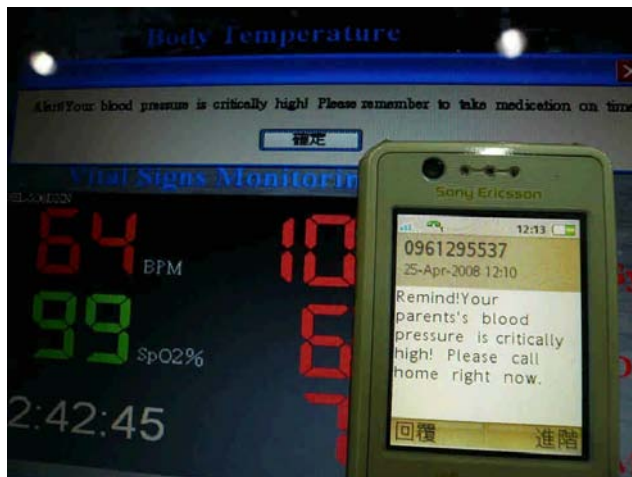 Body Temperature
Alert!Your blood pressure is critically high! Please remember to take medication on time
確定
Vital Signs Monitorin
64 BPM
10
99 SpO2%
6
2:42:45
7
Sony Ericsson
12:13
0961295537
25-Apr-2008 12:10
Remind!Your
parents's blood
pressure is critically
high! Please call
home right now.
回覆 進階